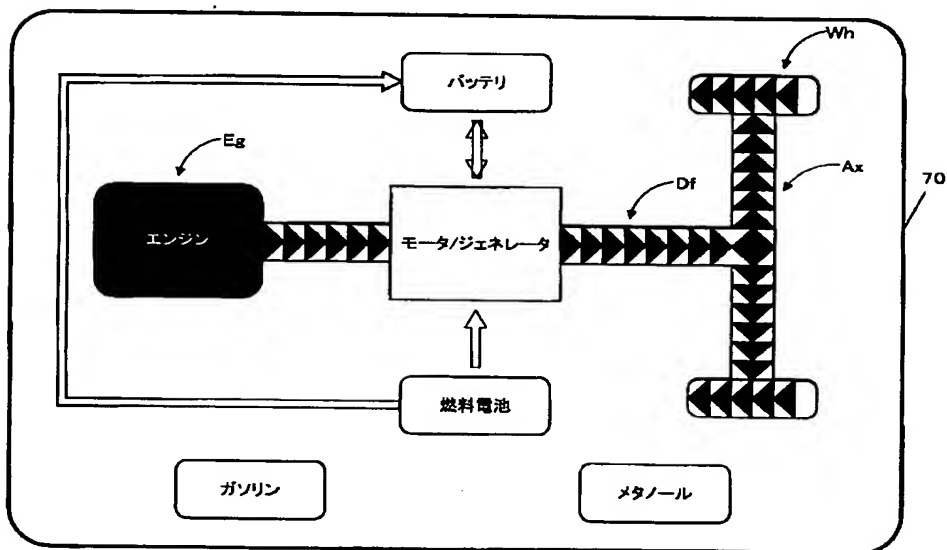 Wh
バッテリ
Eg
Df
Ax
70
エンジン
モータ/ジェネレータ
燃料電池
ガソリン
メタノール